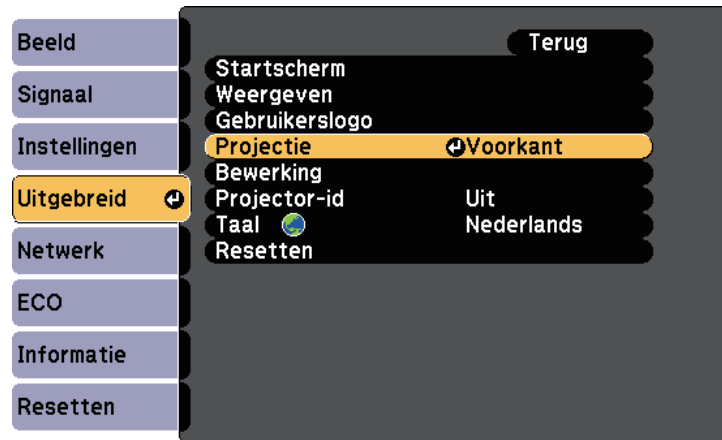 Beeld
Signaal
Instellingen
Uitgebreid
Netwerk
ECO
Informatie
Resetten
Terug
Startscherm
Weergeven
Gebruikerslogo
Projectie Voorkant
Bewerking
Projector-id Uit
Taal Nederlands
Resetten